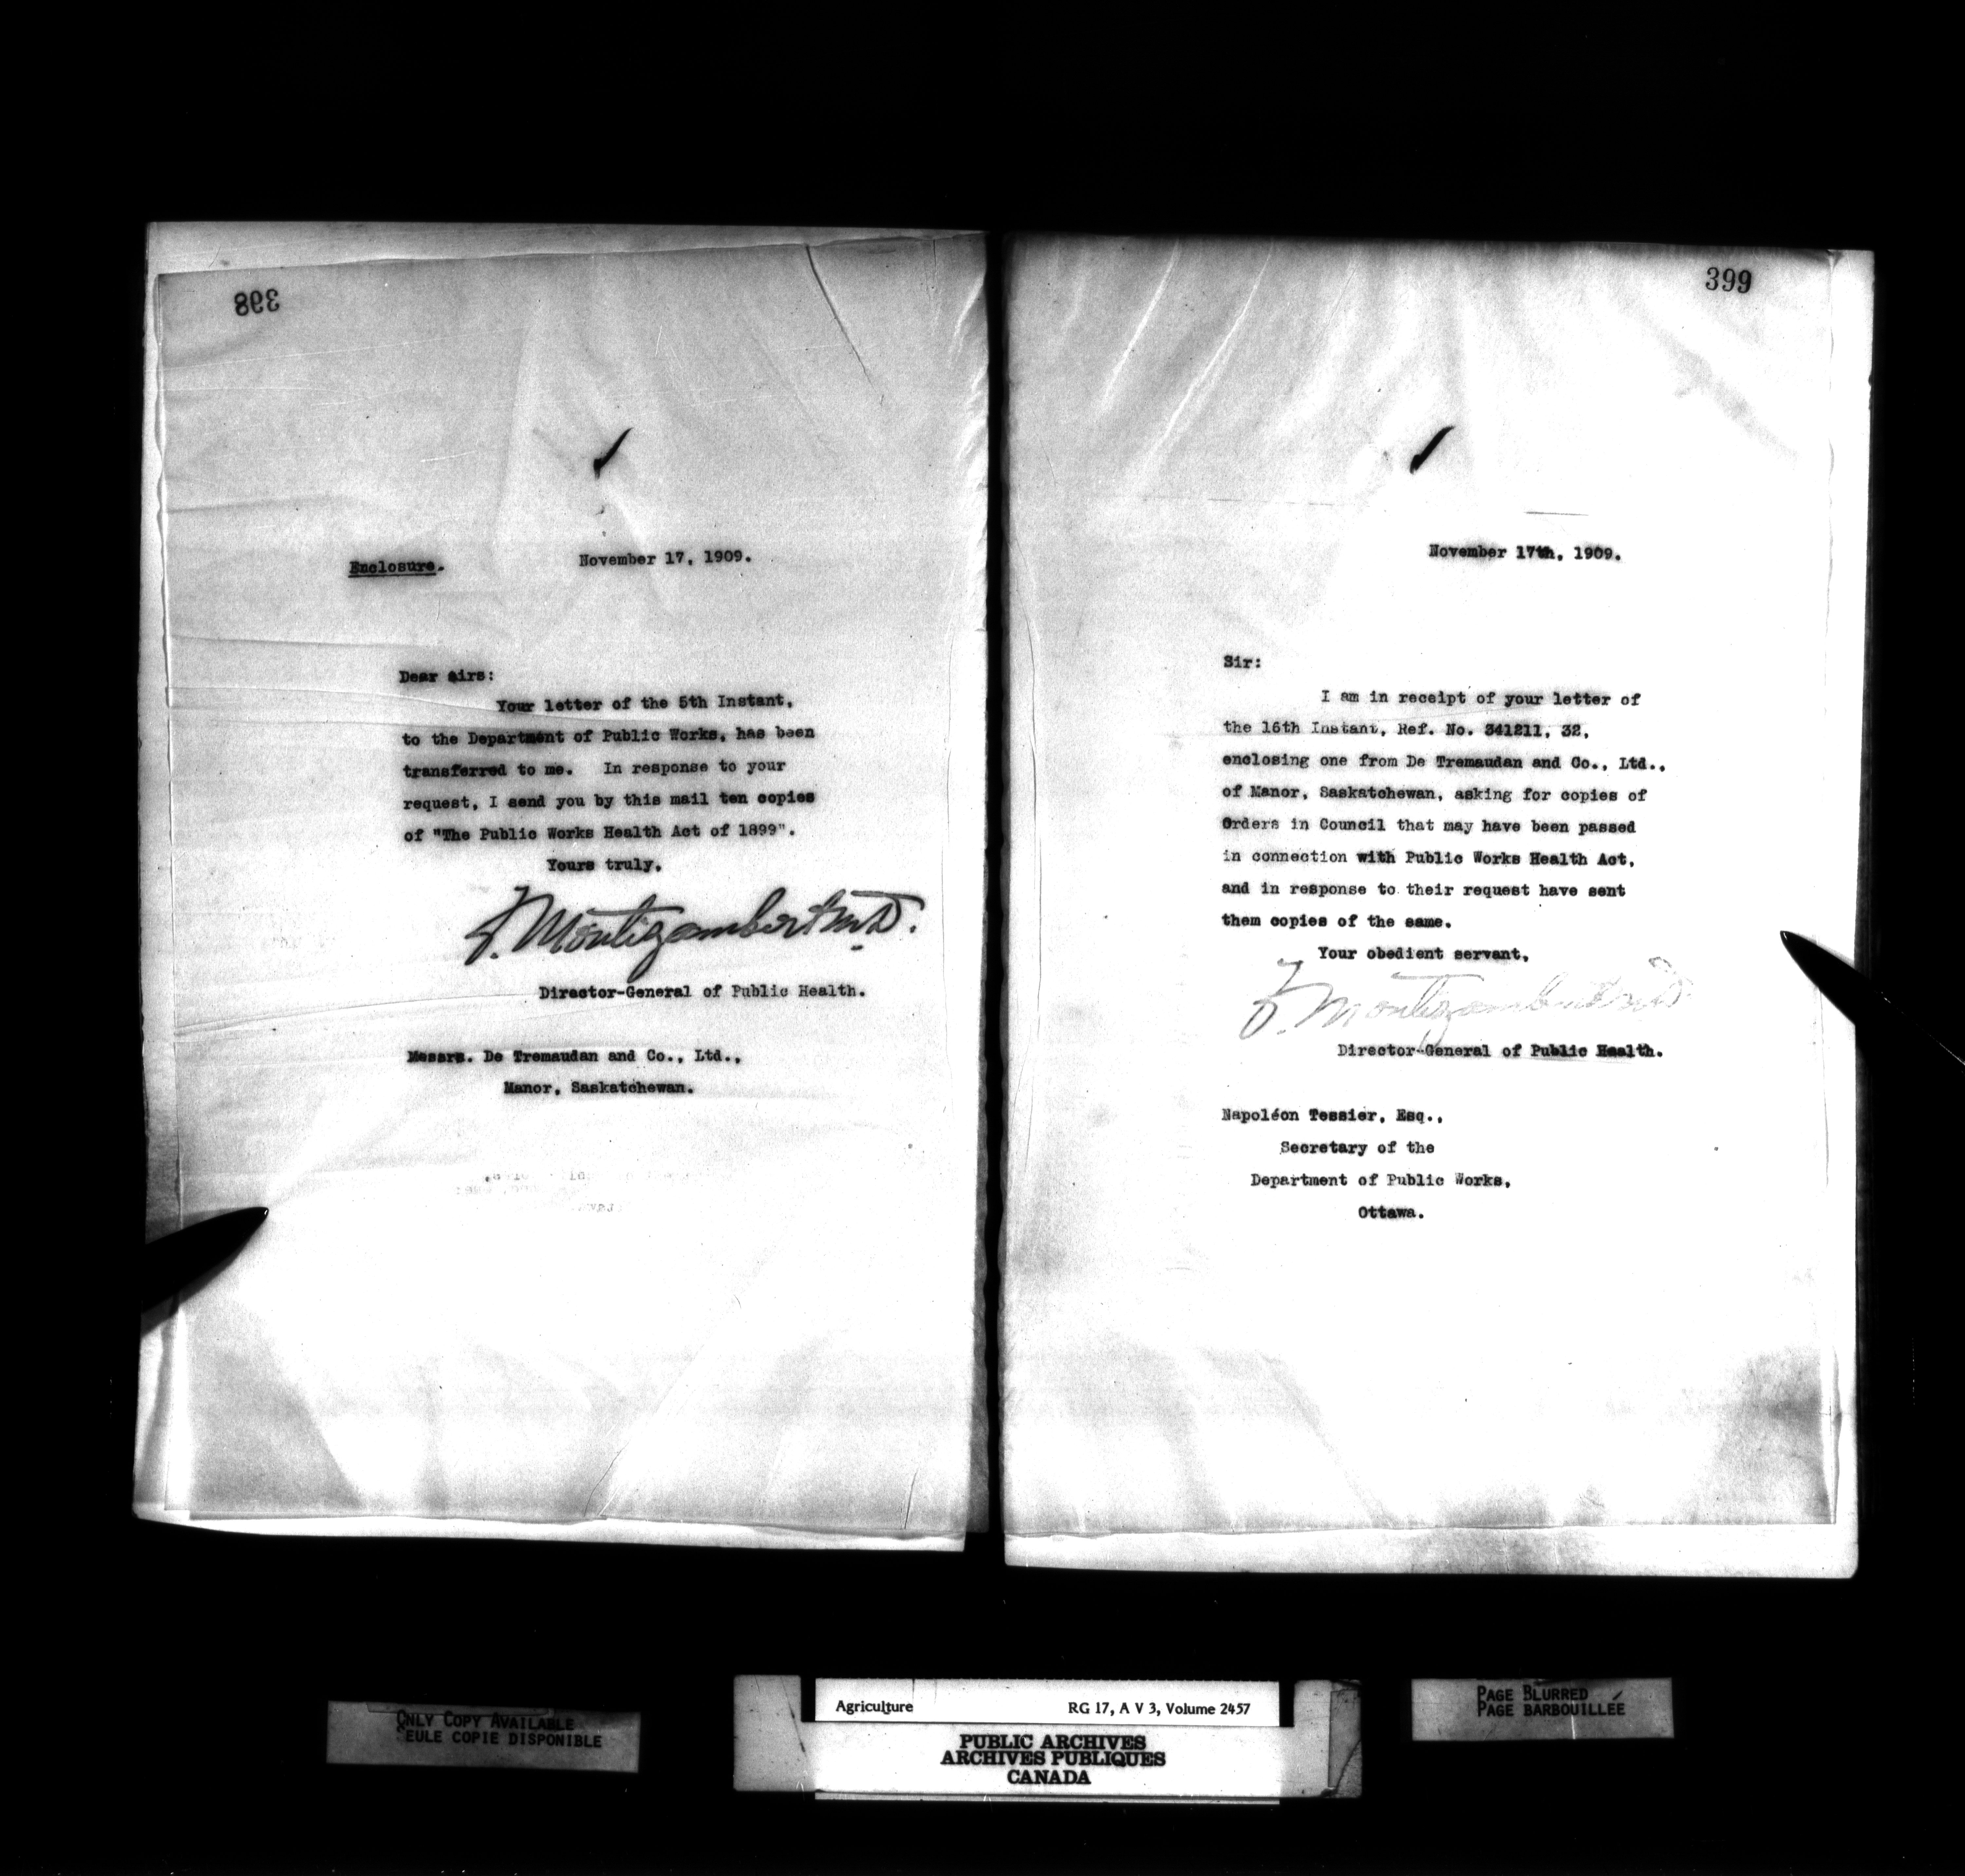 398
Enclosure.
November 17, 1909.
Dear Sirs:
Your letter of the 5th Instant,
to the Department of Public Works, has been
transferred to me. In response to your
request, I send you by this mail ten copies
of "The Public Works Health Act of 1899".
Yours truly,
F. Montizambert M.D.
Director-General of Public Health.
Messrs. De Tremaudan and Co., Ltd.,
Manor, Saskatchewan.
399
November 17th, 1909.
Sir:
I am in receipt of your letter of
the 16th Instant, Ref. No. 341211, 32,
enclosing one from De Tremaudan and Co., Ltd.,
of Manor, Saskatchewan, asking for copies of
Orders in Council that may have been passed
in connection with Public Works Health Act,
and in response to their request have sent
them copies of the same.
Your obedient servant,
F. Montizambert M.D.
Director-General of Public Health.
Napoléon Tessier, Esq.,
Secretary of the
Department of Public Works,
Ottawa.
ONLY COPY AVAILABLE
SEULE COPIE DISPONIBLE
Agriculture RG 17, A V 3, Volume 2457
PUBLIC ARCHIVES
ARCHIVES PUBLIQUES
CANADA
PAGE BLURRED
PAGE BARBOUILLÉE